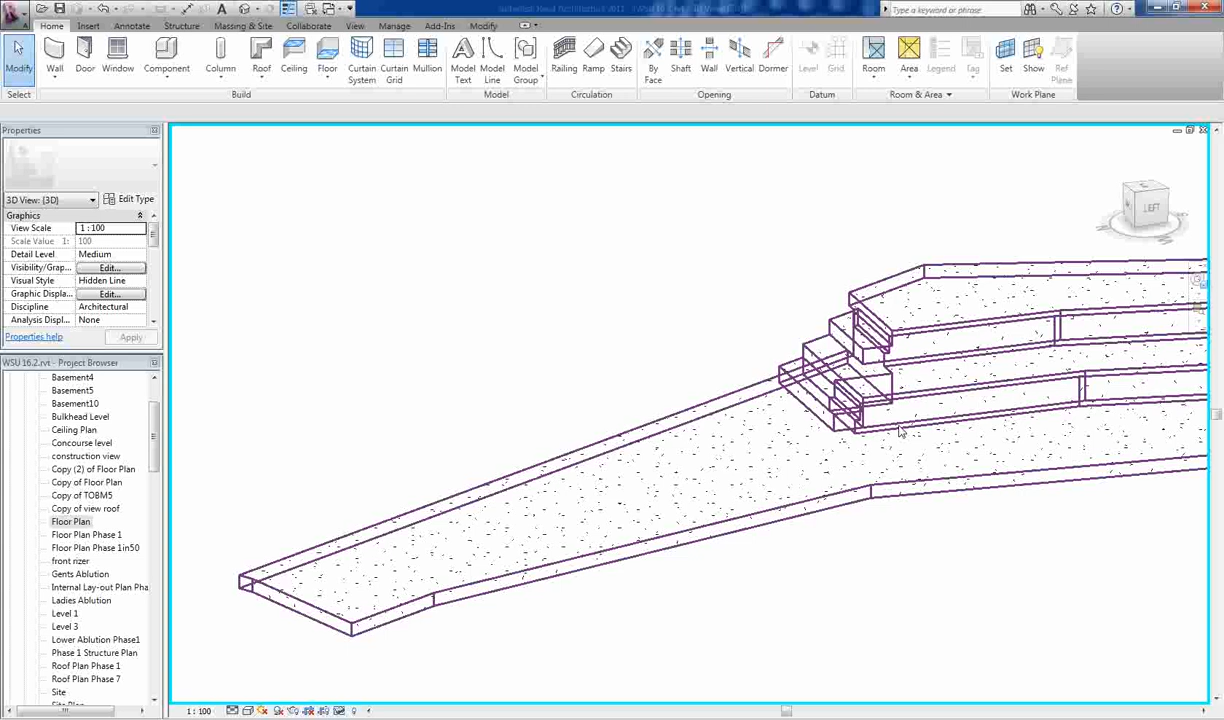 Type a keyword or phrase
Home Insert Annotate Structure Massing & Site Collaborate View Manage Add-Ins Modify
Modify Wall Door Window Component Column Roof Ceiling Floor Curtain System Curtain Grid Mullion Model Text Model Line Model Group Railing Ramp Stairs By Face Shaft Wall Vertical Dormer Level Grid Room Area Legend Tag Set Show Ref Plane
Select Build Model Circulation Opening Datum Room & Area Work Plane
Properties
3D View: {3D} Edit Type
Graphics
View Scale 1 : 100
Scale Value 1: 100
Detail Level Medium
Visibility/Grap... Edit...
Visual Style Hidden Line
Graphic Displa... Edit...
Discipline Architectural
Analysis Displ... None
Properties help Apply
WSU 16.2.rvt - Project Browser
Basement4
Basement5
Basement10
Bulkhead Level
Ceiling Plan
Concourse level
construction view
Copy (2) of Floor Plan
Copy of Floor Plan
Copy of TOBM5
Copy of view roof
Floor Plan
Floor Plan Phase 1
Floor Plan Phase 1in50
front rizer
Gents Ablution
Internal Lay-out Plan Pha
Ladies Ablution
Level 1
Level 3
Lower Ablution Phase1
Phase 1 Structure Plan
Roof Plan Phase 1
Roof Plan Phase 7
Site
LEFT
1 : 100